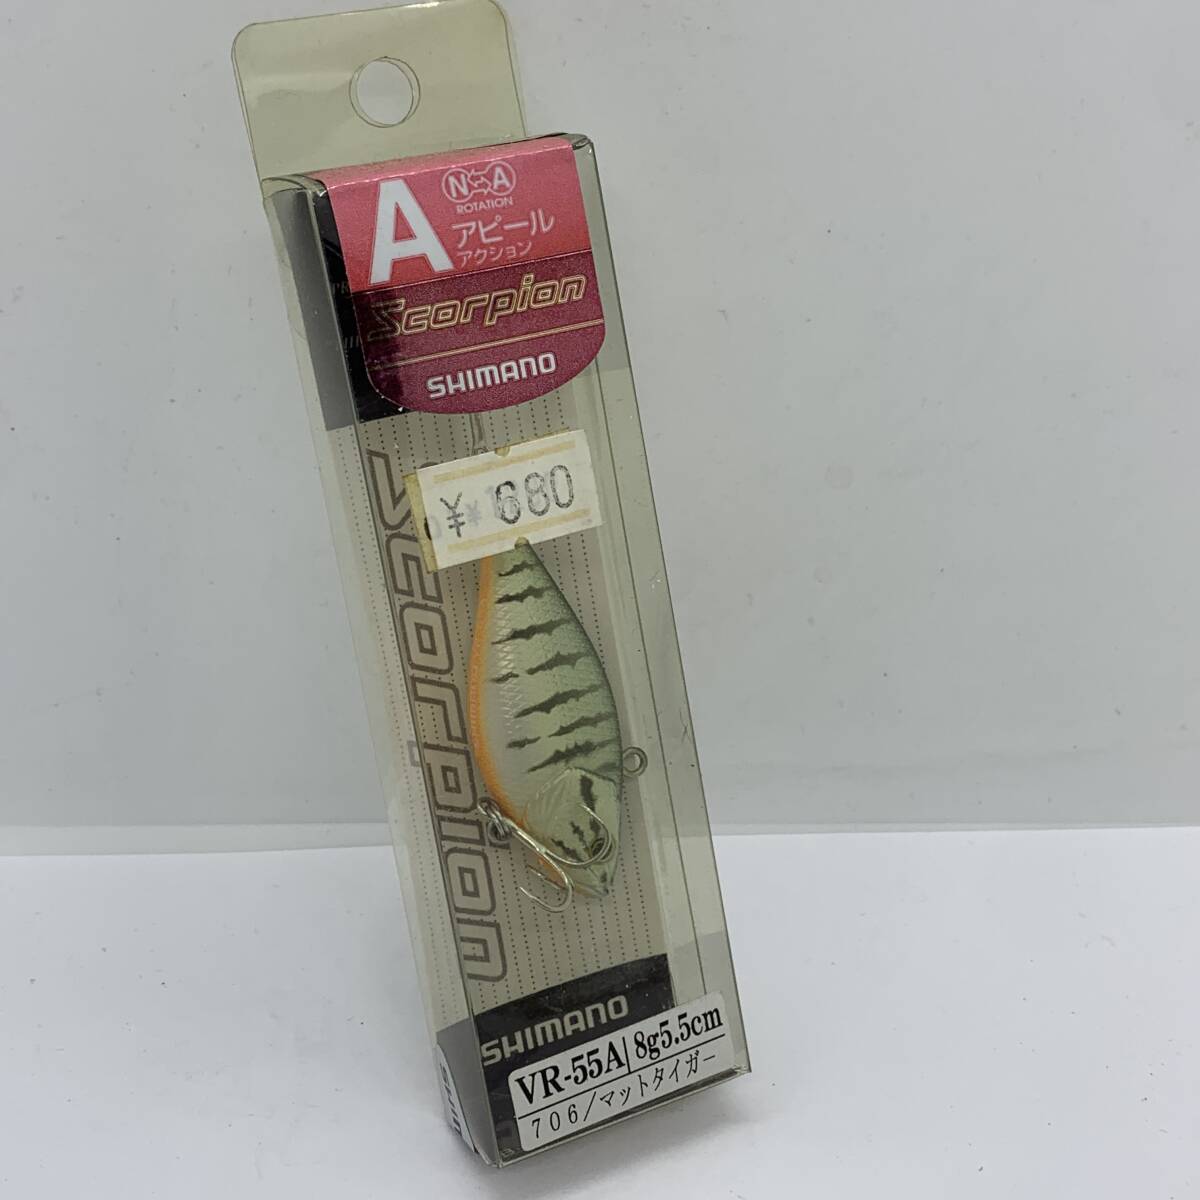 A
N A
ROTATION
アピール
アクション
Scorpion
SHIMANO
¥ 680
Scorpion
SHIMANO
VR-55A/8g5.5cm
706/マットタイガー